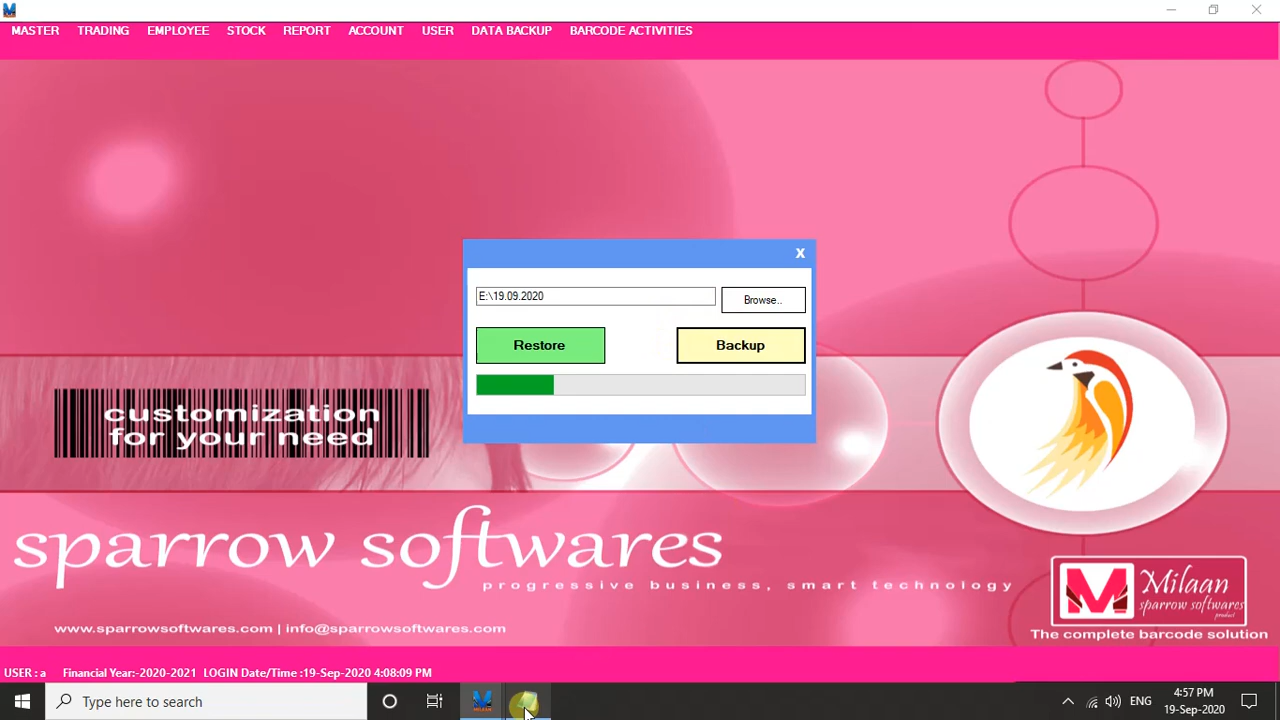 MASTER TRADING EMPLOYEE STOCK REPORT ACCOUNT USER DATA BACKUP BARCODE ACTIVITIES
X
E:\19.09.2020
Browse..
Restore Backup
customization
for your need
sparrow softwares
progressive business, smart technology
M Milaan
sparrow softwares
product
The complete barcode solution
www.sparrowsoftwares.com | info@sparrowsoftwares.com
USER : a Financial Year:-2020-2021 LOGIN Date/Time :19-Sep-2020 4:08:09 PM
Type here to search
ENG
4:57 PM
19-Sep-2020